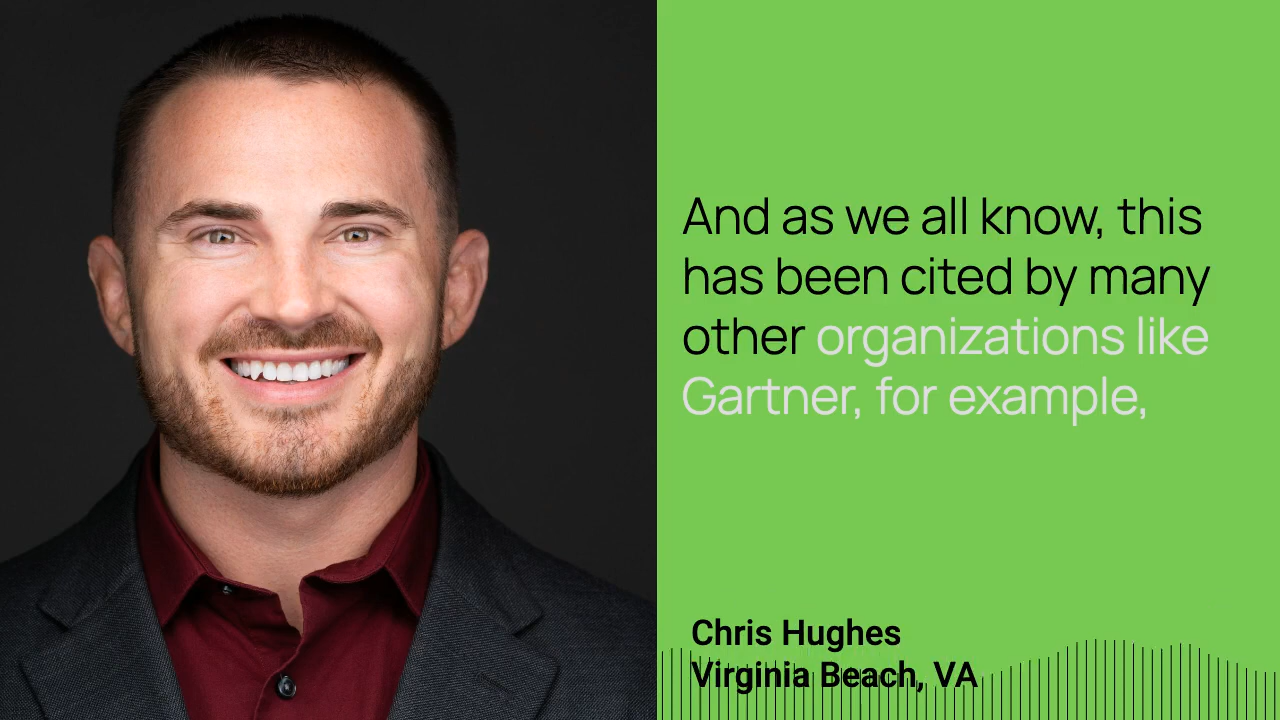 And as we all know, this
has been cited by many
other organizations like
Gartner, for example,
Chris Hughes
Virginia Beach, VA